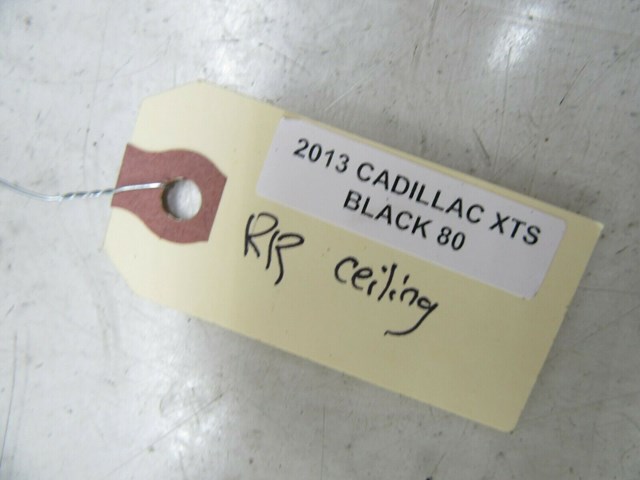 2013 CADILLAC XTS
BLACK 80
RR ceiling